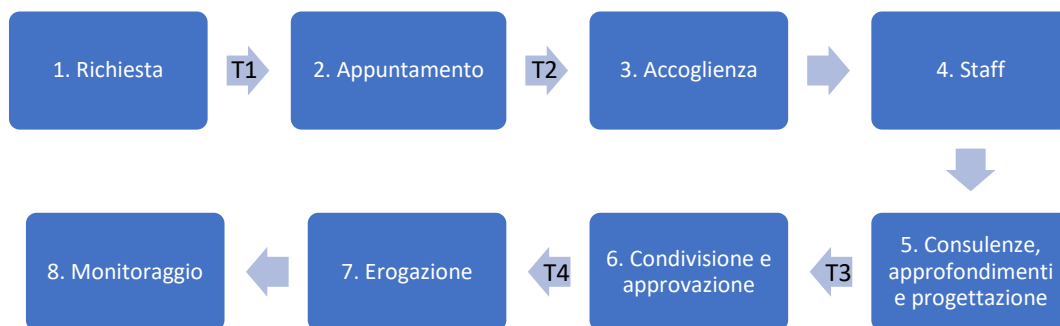 1. Richiesta
T1
2. Appuntamento
T2
3. Accoglienza
4. Staff
5. Consulenze,
approfondimenti
e progettazione
T3
6. Condivisione e
approvazione
T4
7. Erogazione
8. Monitoraggio